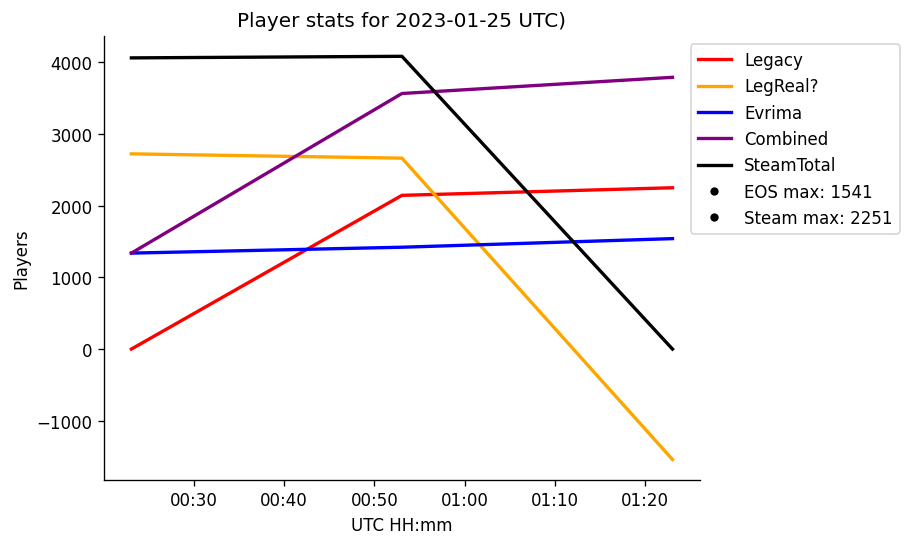 Player stats for 2023-01-25 UTC)
Legacy
LegReal?
Evrima
Combined
SteamTotal
EOS max: 1541
Steam max: 2251
Players
4000
3000
2000
1000
0
−1000
00:30 00:40 00:50 01:00 01:10 01:20
UTC HH:mm